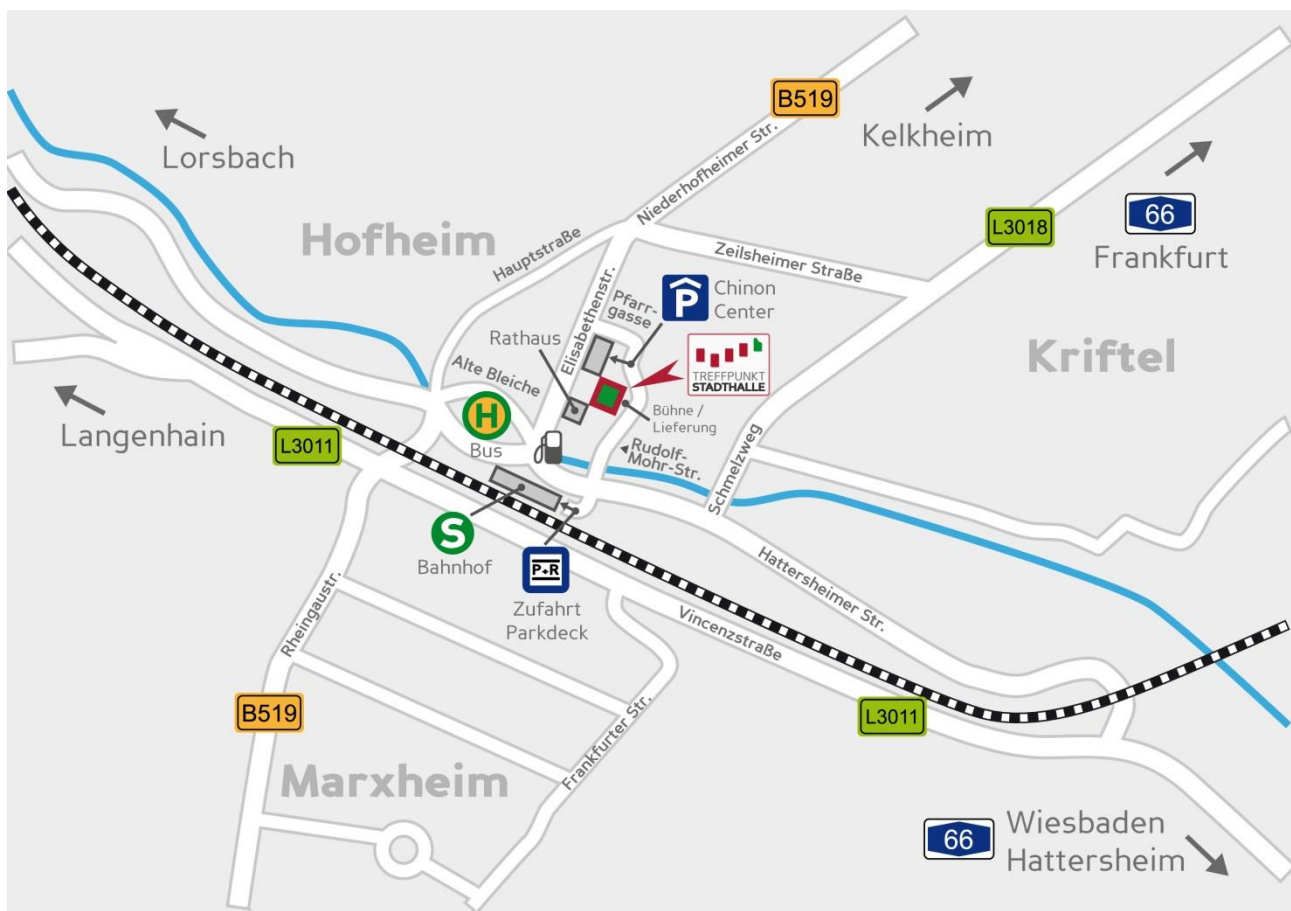 B519
Kelkheim
Lorsbach
Niederhofheimer Str.
66
Frankfurt
L3018
Hofheim
Hauptstraße
Zeilsheimer Straße
Elisabethenstr.
Pfarr-
gasse
P
Chinon
Center
Rathaus
TREFFPUNKT
STADTHALLE
Kriftel
Alte Bleiche
Bühne /
Lieferung
H
Bus
Langenhain
L3011
Rudolf-
Mohr-Str.
Schmelzweg
S
Bahnhof
P+R
Zufahrt
Parkdeck
Hattersheimer Str.
Vincenzstraße
Rheingaustr.
B519
L3011
Frankfurter Str.
Marxheim
66
Wiesbaden
Hattersheim